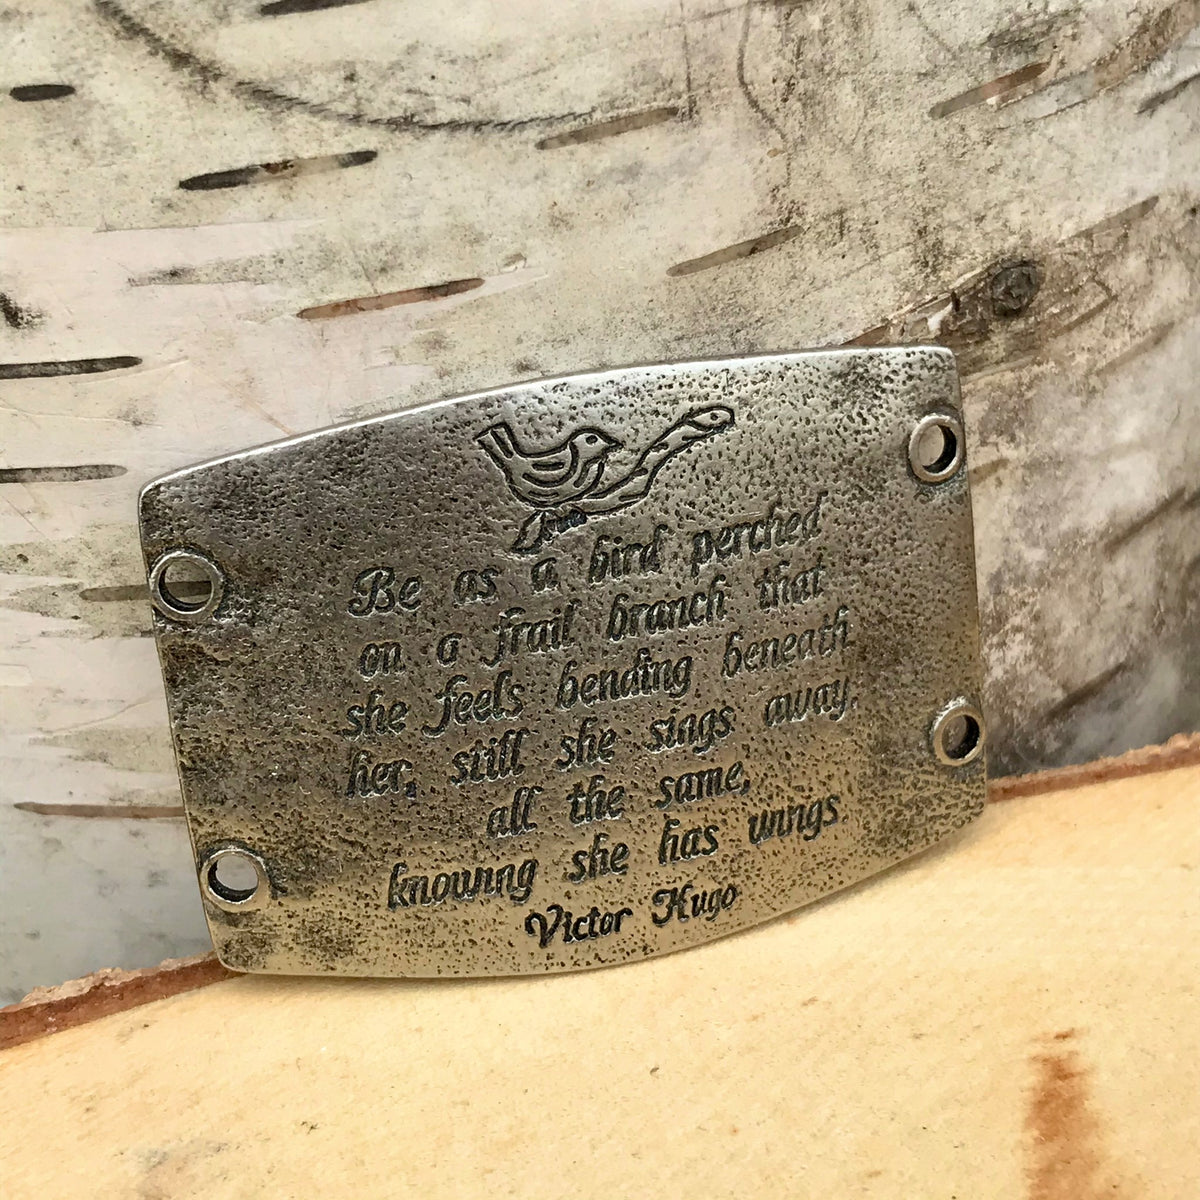 Be as a bird perched
on a frail branch that
she feels bending beneath
her, still she sings away,
all the same,
knowing she has wings
Victor Hugo